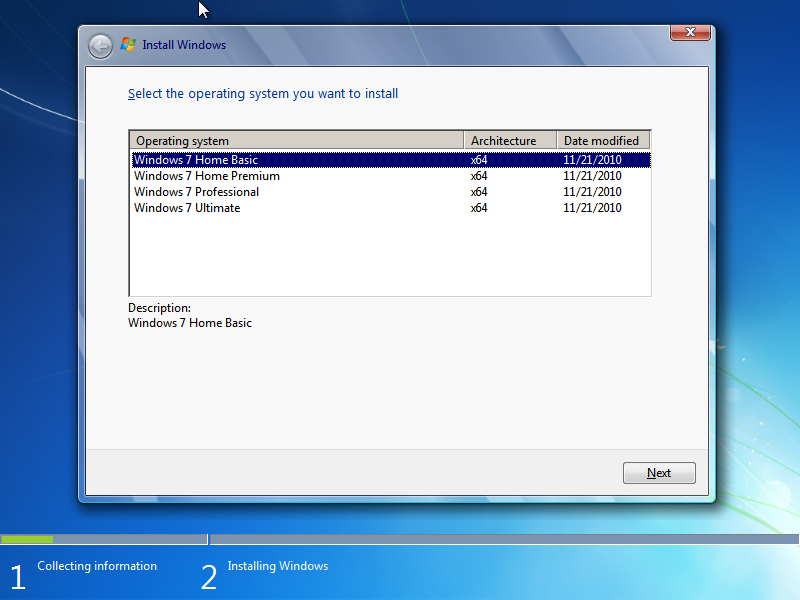 Install Windows
Select the operating system you want to install
Operating system Architecture Date modified
Windows 7 Home Basic x64 11/21/2010
Windows 7 Home Premium x64 11/21/2010
Windows 7 Professional x64 11/21/2010
Windows 7 Ultimate x64 11/21/2010
Description:
Windows 7 Home Basic
Next
1 Collecting information 2 Installing Windows